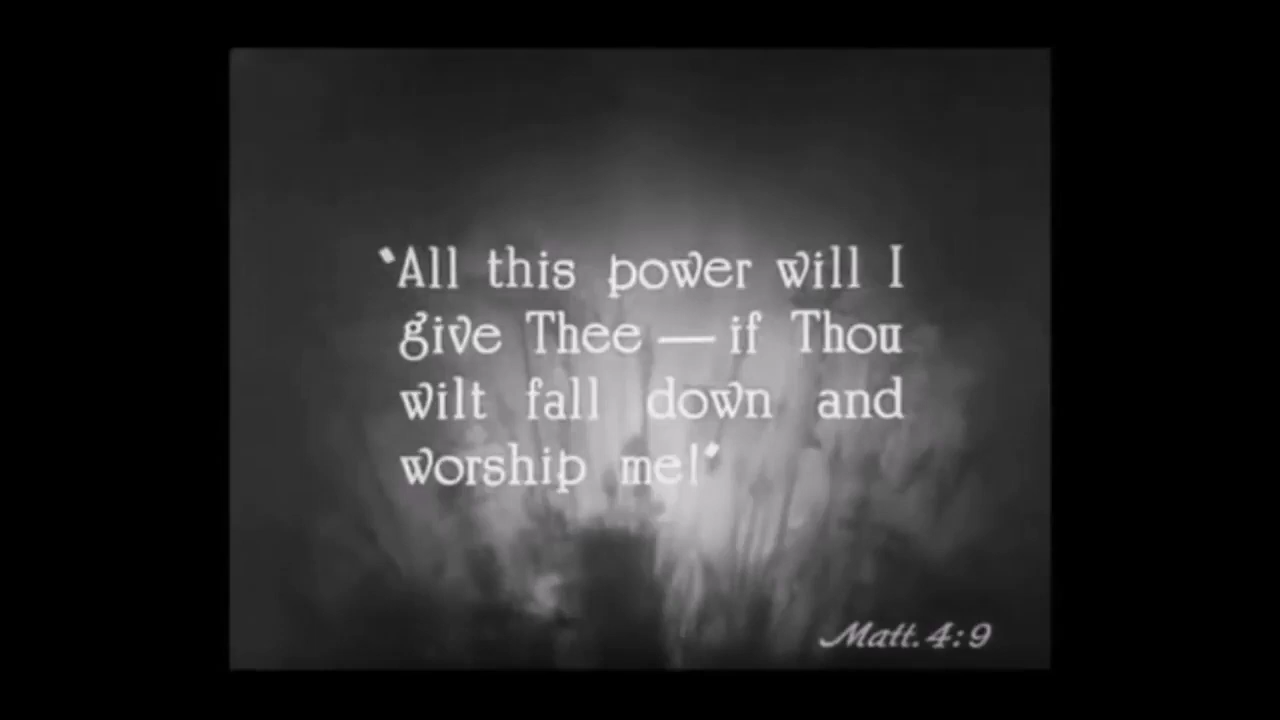 "All this power will I
give Thee — if Thou
wilt fall down and
worship me!"
Matt. 4:9